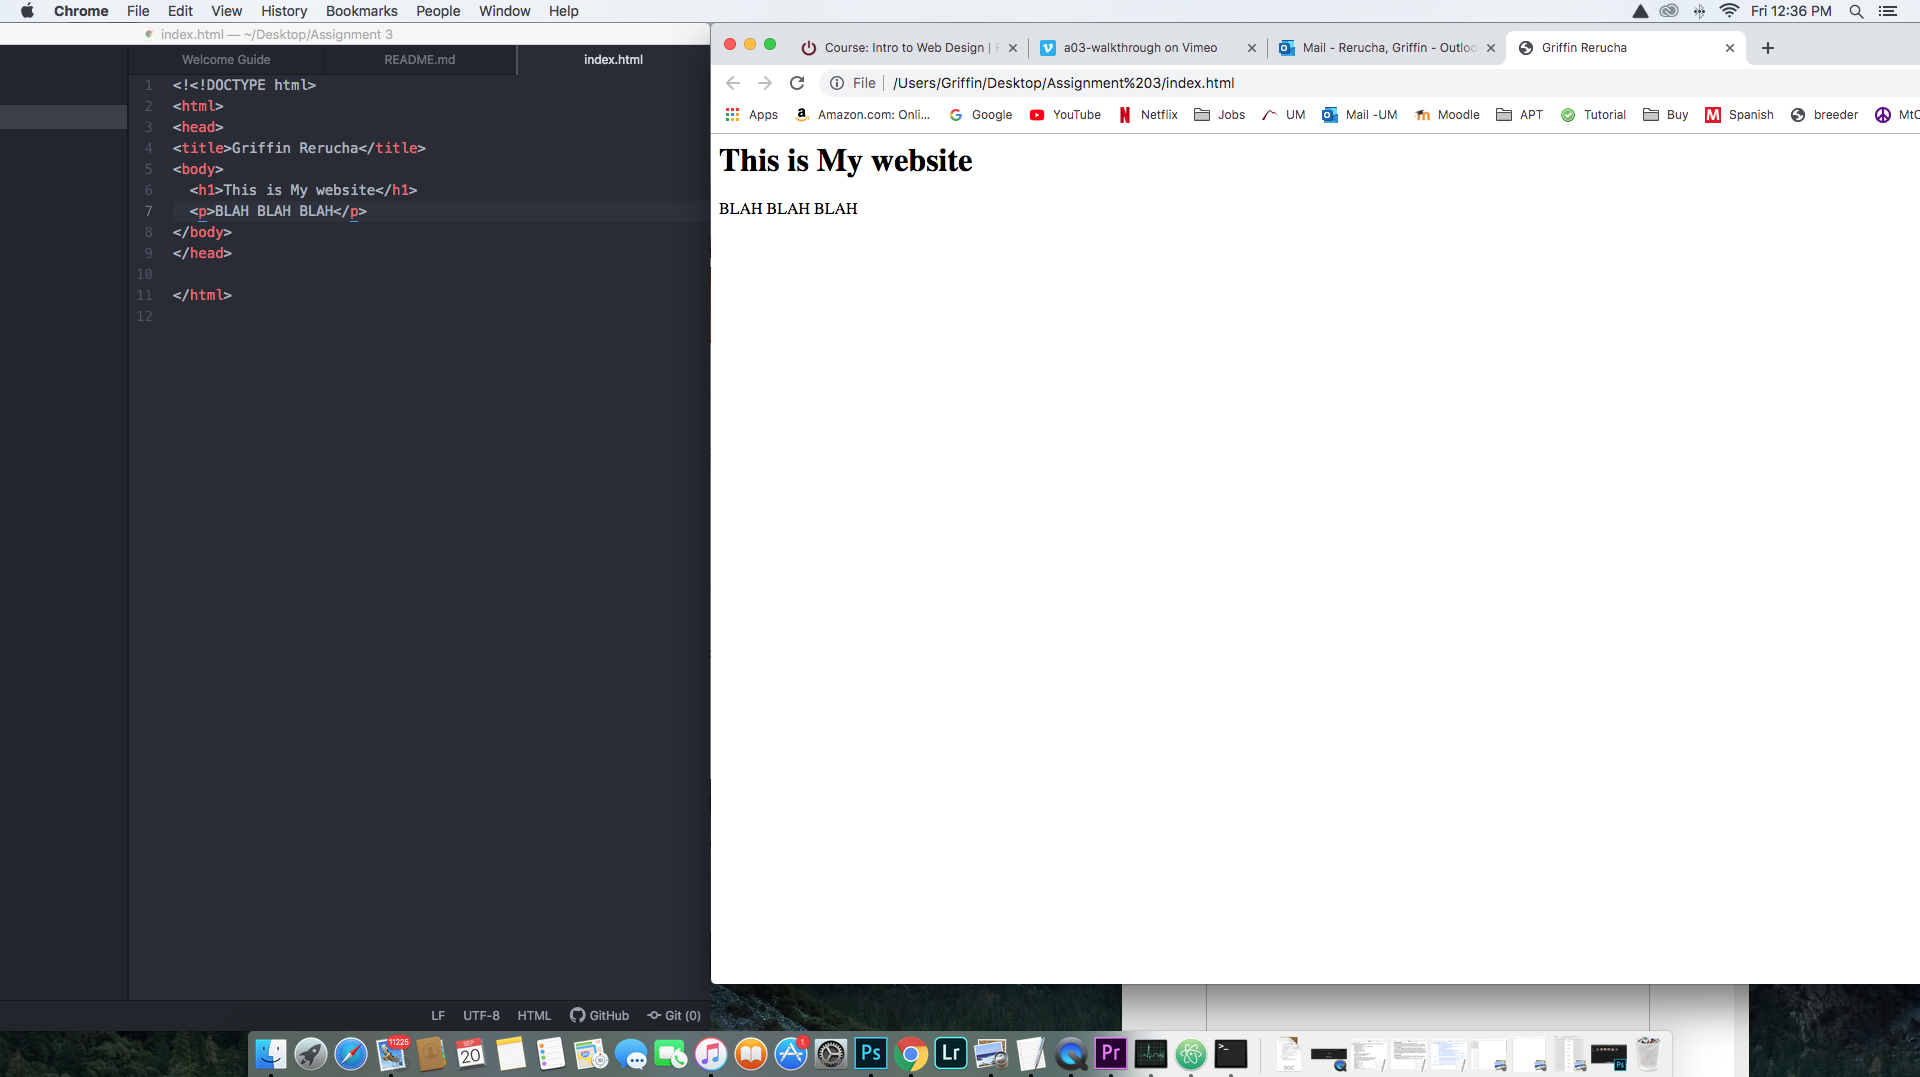 Chrome File Edit View History Bookmarks People Window Help Fri 12:36 PM
index.html — ~/Desktop/Assignment 3
Welcome Guide README.md index.html
1 <!<!DOCTYPE html>
2 <html>
3 <head>
4 <title>Griffin Rerucha</title>
5 <body>
6 <h1>This is My website</h1>
7 <p>BLAH BLAH BLAH</p>
8 </body>
9 </head>
10
11 </html>
12
LF UTF-8 HTML GitHub Git (0)
Course: Intro to Web Design | a03-walkthrough on Vimeo Mail - Rerucha, Griffin - Outloo Griffin Rerucha
File /Users/Griffin/Desktop/Assignment%203/index.html
Apps Amazon.com: Onli... Google YouTube Netflix Jobs UM Mail -UM Moodle APT Tutorial Buy Spanish breeder MtC
This is My website
BLAH BLAH BLAH
11225 SEP 20 1 Ps Lr Pr >_ DOC Ps